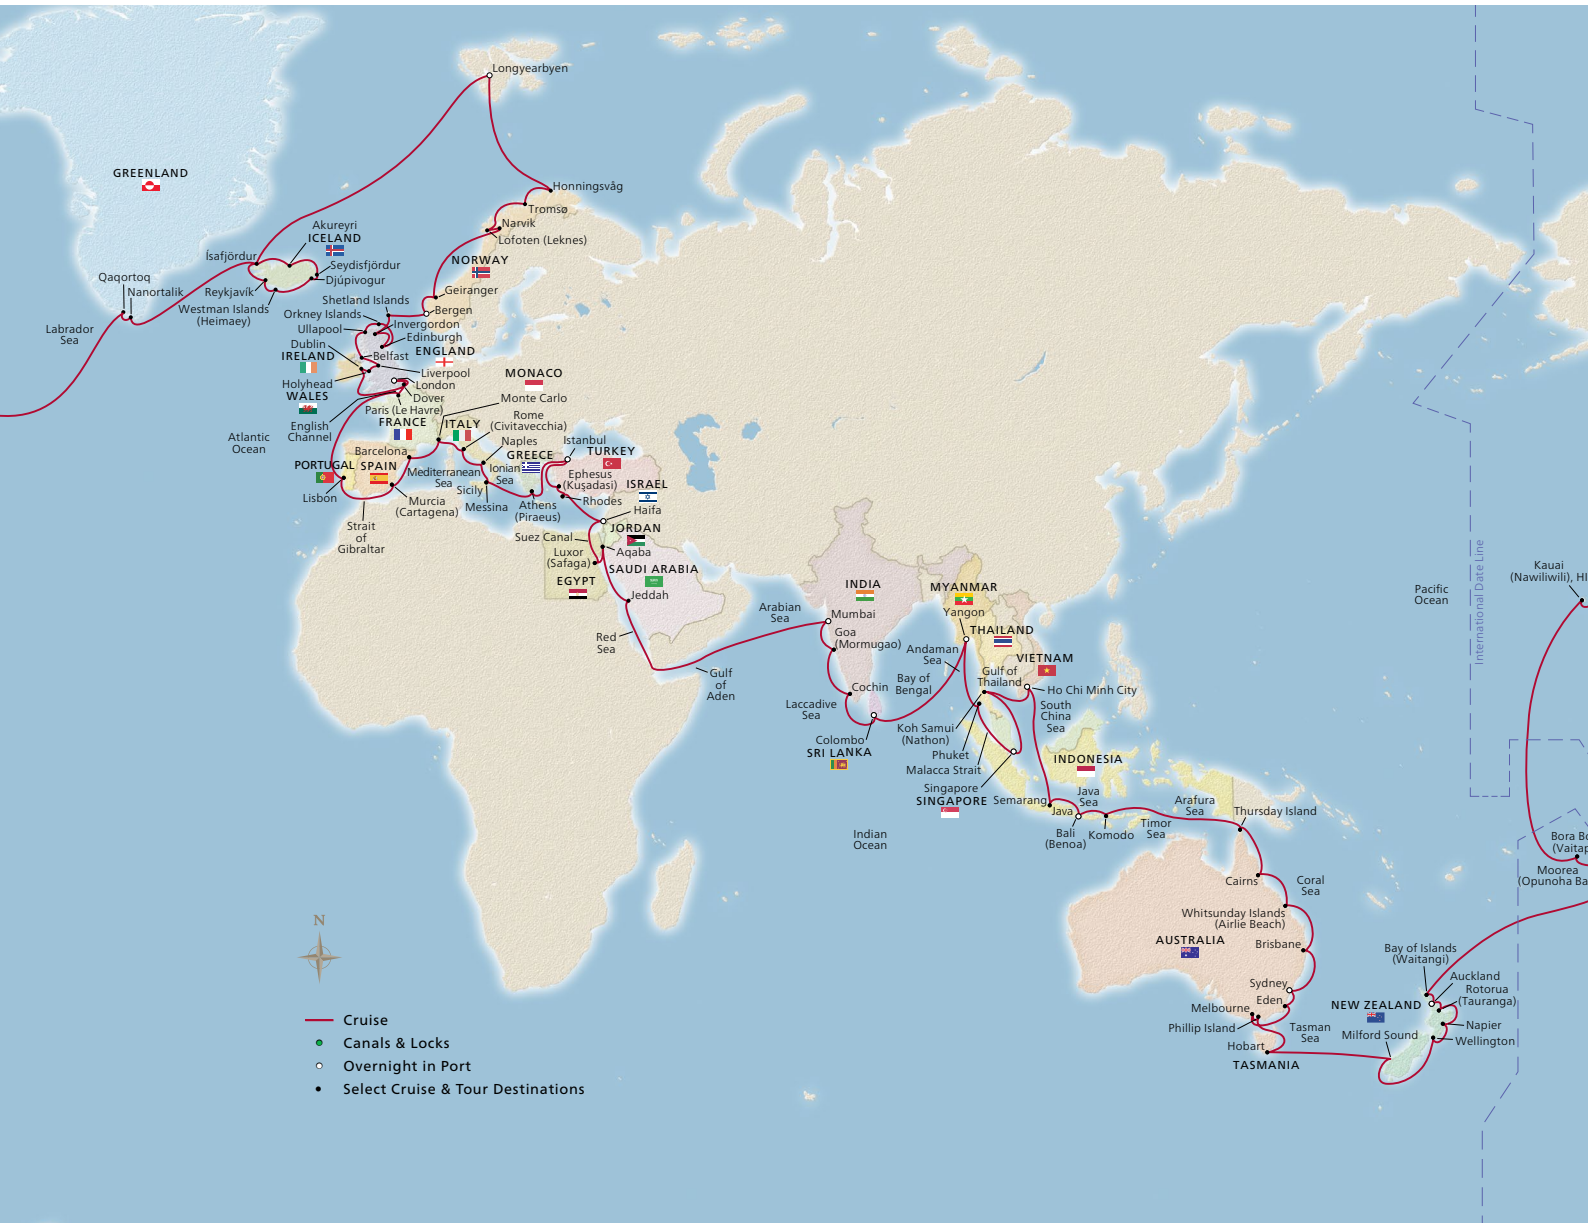 Longyearbyen
GREENLAND
Honningsvåg
Tromsø
Narvik
Lofoten (Leknes)
NORWAY
Geiranger
Bergen
Akureyri
ICELAND
Ísafjördur
Seydisfjördur
Djúpivogur
Reykjavík
Westman Islands
(Heimaey)
Qaqortoq
Nanortalik
Labrador
Sea
Shetland Islands
Orkney Islands
Ullapool
Invergordon
Edinburgh
Dublin
IRELAND
Belfast
ENGLAND
Holyhead
WALES
Liverpool
London
Dover
Paris (Le Havre)
FRANCE
English
Channel
Atlantic
Ocean
MONACO
Monte Carlo
ITALY
Rome
(Civitavecchia)
Naples
GREECE
Istanbul
TURKEY
Barcelona
PORTUGAL
SPAIN
Lisbon
Mediterranean
Sea
Ionian
Sea
Sicily
Messina
Murcia
(Cartagena)
Strait
of
Gibraltar
Athens
(Piraeus)
Ephesus
(Kuşadasi)
Rhodes
ISRAEL
Haifa
JORDAN
Suez Canal
Aqaba
Luxor
(Safaga)
EGYPT
SAUDI ARABIA
Jeddah
Red
Sea
Gulf
of
Aden
Arabian
Sea
INDIA
Mumbai
Goa
(Mormugao)
Cochin
Laccadive
Sea
Colombo
SRI LANKA
Bay of
Bengal
MYANMAR
Yangon
THAILAND
Andaman
Sea
VIETNAM
Gulf of
Thailand
Ho Chi Minh City
South
China
Sea
Koh Samui
(Nathon)
Phuket
Malacca Strait
Singapore
SINGAPORE
INDONESIA
Semarang
Java
Java
Sea
Bali
(Benoa)
Komodo
Timor
Sea
Arafura
Sea
Thursday Island
Indian
Ocean
Cairns
Coral
Sea
Whitsunday Islands
(Airlie Beach)
AUSTRALIA
Brisbane
Sydney
Eden
Melbourne
Phillip Island
Tasman
Sea
Hobart
TASMANIA
Bay of Islands
(Waitangi)
Auckland
Rotorua
(Tauranga)
NEW ZEALAND
Napier
Milford Sound
Wellington
Pacific
Ocean
International Date Line
Kauai
(Nawiliwili), HI
Bora Bo
(Vaitap
Moorea
(Opunoha Ba
N
Cruise
Canals & Locks
Overnight in Port
Select Cruise & Tour Destinations